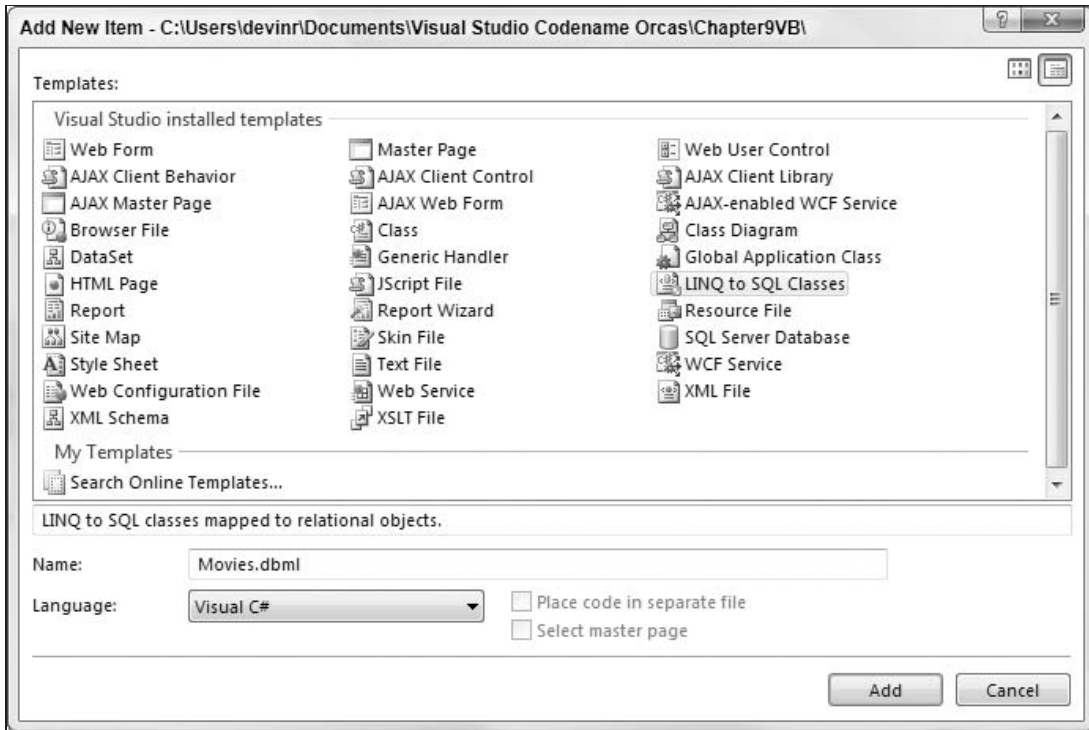 Add New Item - C:\Users\devinr\Documents\Visual Studio Codename Orcas\Chapter9VB\
Templates:
Visual Studio installed templates
Web Form Master Page Web User Control
AJAX Client Behavior AJAX Client Control AJAX Client Library
AJAX Master Page AJAX Web Form AJAX-enabled WCF Service
Browser File Class Class Diagram
DataSet Generic Handler Global Application Class
HTML Page JScript File LINQ to SQL Classes
Report Report Wizard Resource File
Site Map Skin File SQL Server Database
Style Sheet Text File WCF Service
Web Configuration File Web Service XML File
XML Schema XSLT File
My Templates
Search Online Templates...
LINQ to SQL classes mapped to relational objects.
Name: Movies.dbml
Language: Visual C# Place code in separate file
Select master page
Add Cancel